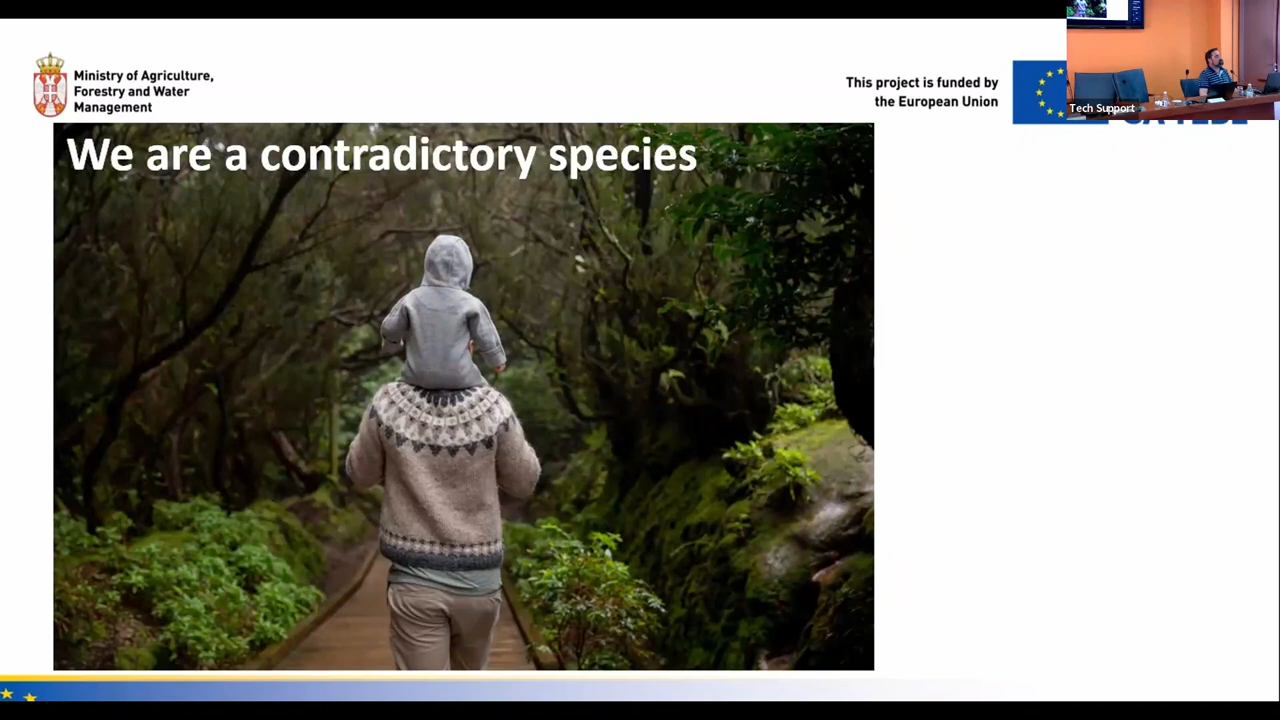 Ministry of Agriculture,
Forestry and Water
Management
This project is funded by
the European Union
Tech Support
We are a contradictory species